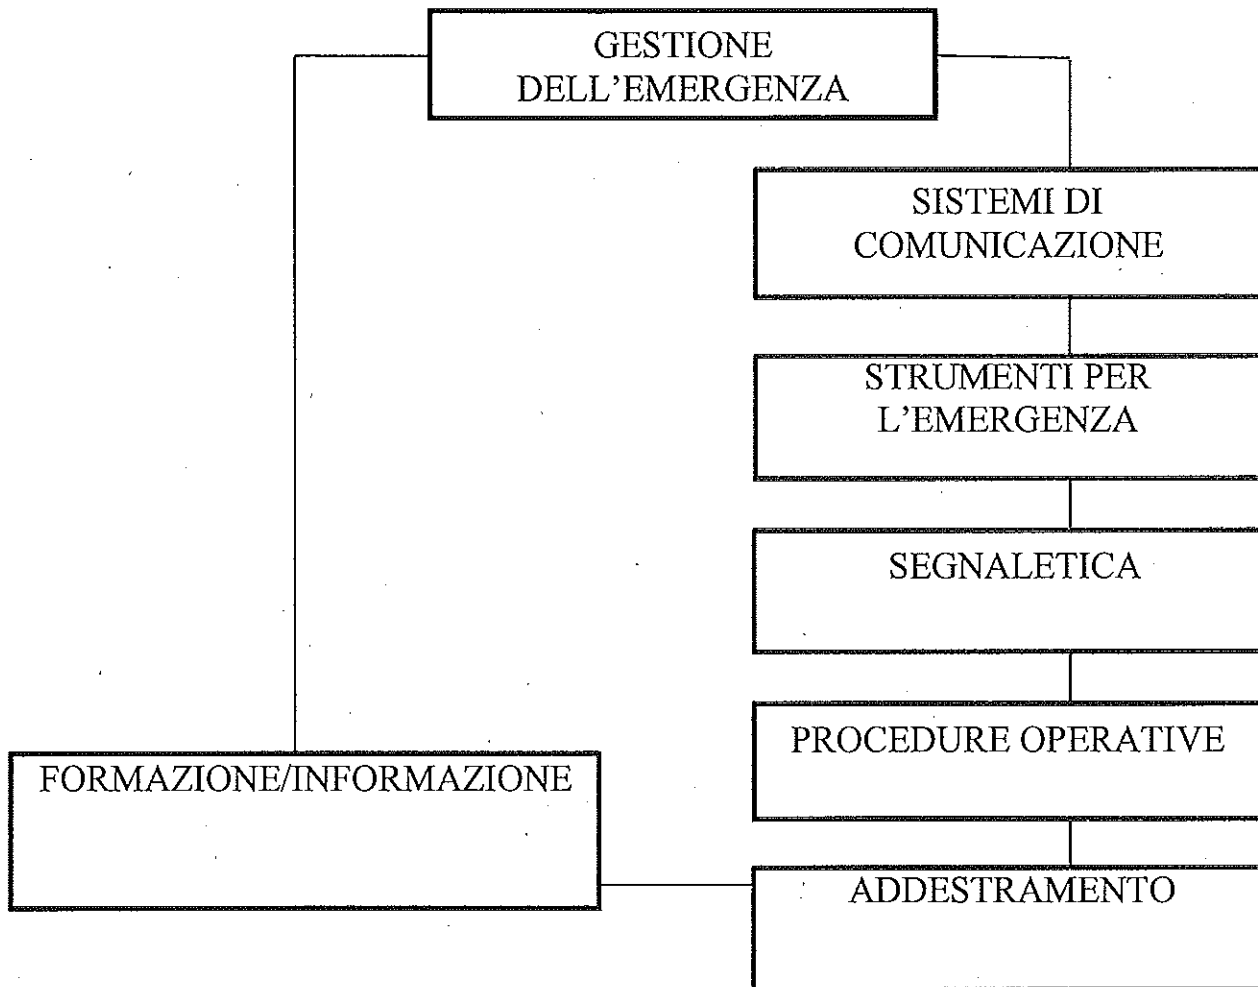 GESTIONE
DELL'EMERGENZA
SISTEMI DI
COMUNICAZIONE
STRUMENTI PER
L'EMERGENZA
SEGNALETICA
PROCEDURE OPERATIVE
FORMAZIONE/INFORMAZIONE
ADDESTRAMENTO